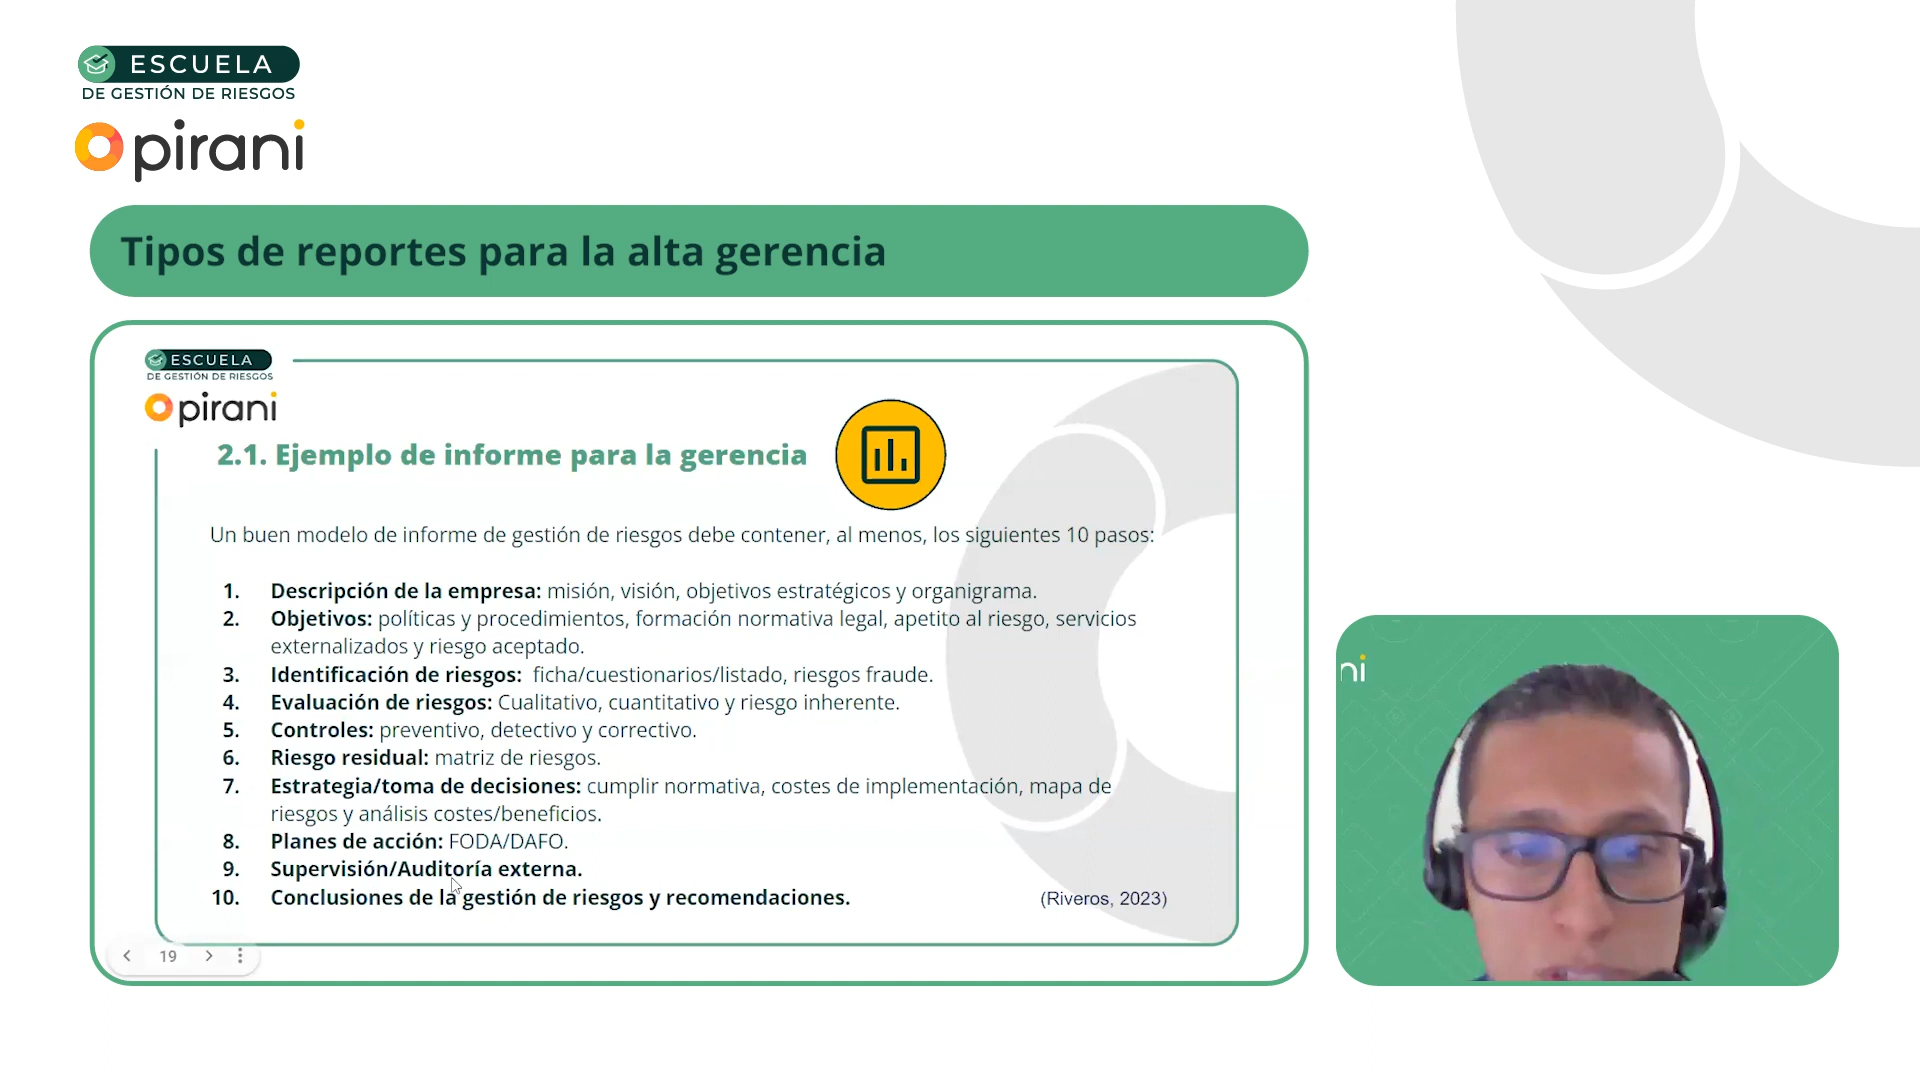 ESCUELA
DE GESTIÓN DE RIESGOS
pirani
Tipos de reportes para la alta gerencia
ESCUELA
DE GESTIÓN DE RIESGOS
pirani
2.1. Ejemplo de informe para la gerencia
Un buen modelo de informe de gestión de riesgos debe contener, al menos, los siguientes 10 pasos:
1. Descripción de la empresa: misión, visión, objetivos estratégicos y organigrama.
2. Objetivos: políticas y procedimientos, formación normativa legal, apetito al riesgo, servicios
externalizados y riesgo aceptado.
3. Identificación de riesgos: ficha/cuestionarios/listado, riesgos fraude.
4. Evaluación de riesgos: Cualitativo, cuantitativo y riesgo inherente.
5. Controles: preventivo, detectivo y correctivo.
6. Riesgo residual: matriz de riesgos.
7. Estrategia/toma de decisiones: cumplir normativa, costes de implementación, mapa de
riesgos y análisis costes/beneficios.
8. Planes de acción: FODA/DAFO.
9. Supervisión/Auditoría externa.
10. Conclusiones de la gestión de riesgos y recomendaciones.
(Riveros, 2023)
19
ni